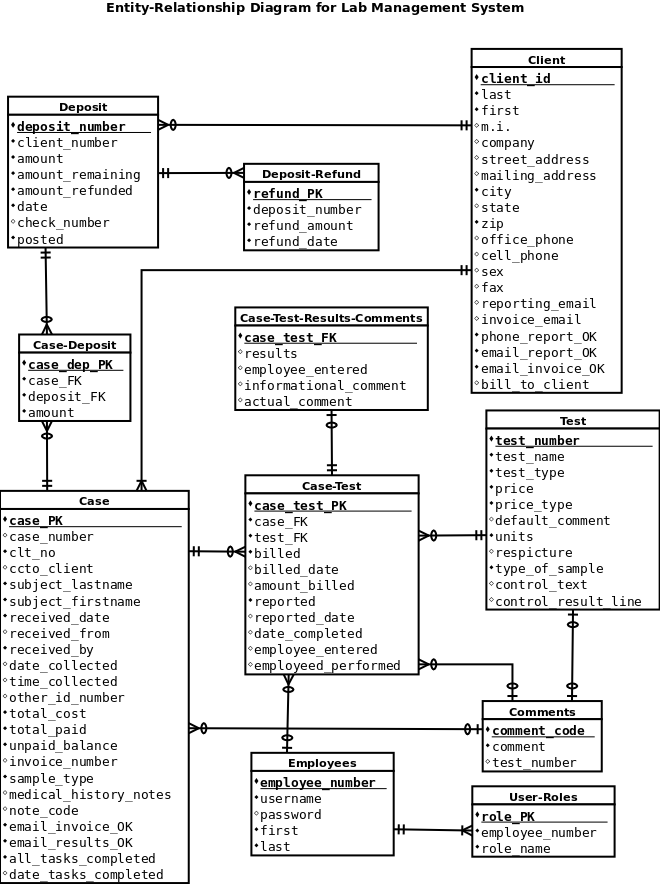 Entity-Relationship Diagram for Lab Management System
Client
client_id
last
first
m.i.
company
street_address
mailing_address
city
state
zip
office_phone
cell_phone
sex
fax
reporting_email
invoice_email
phone_report_OK
email_report_OK
email_invoice_OK
bill_to_client
Deposit
deposit_number
client_number
amount
amount_remaining
amount_refunded
date
check_number
posted
Deposit-Refund
refund_PK
deposit_number
refund_amount
refund_date
Case-Test-Results-Comments
case_test_FK
results
employee_entered
informational_comment
actual_comment
Case-Deposit
case_dep_PK
case_FK
deposit_FK
amount
Test
test_number
test_name
test_type
price
price_type
default_comment
units
respicture
type_of_sample
control_text
control_result_line
Case-Test
case_test_PK
case_FK
test_FK
billed
billed_date
amount_billed
reported
reported_date
date_completed
employee_entered
employeed_performed
Case
case_PK
case_number
clt_no
ccto_client
subject_lastname
subject_firstname
received_date
received_from
received_by
date_collected
time_collected
other_id_number
total_cost
total_paid
unpaid_balance
invoice_number
sample_type
medical_history_notes
note_code
email_invoice_OK
email_results_OK
all_tasks_completed
date_tasks_completed
Comments
comment_code
comment
test_number
Employees
employee_number
username
password
first
last
User-Roles
role_PK
employee_number
role_name